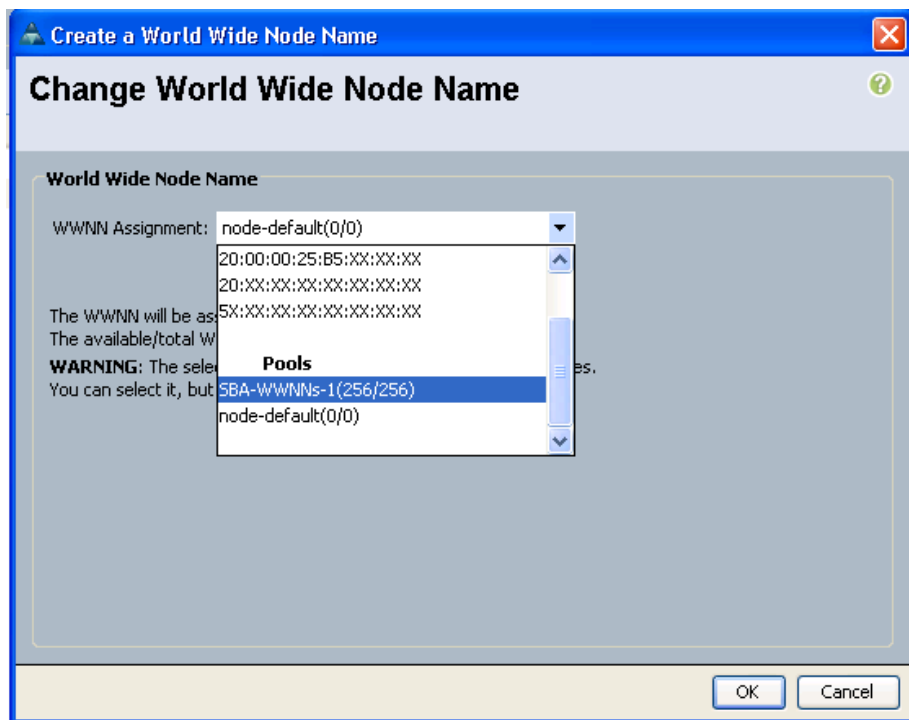 Create a World Wide Node Name
Change World Wide Node Name
World Wide Node Name
WWNN Assignment: node-default(0/0)
20:00:00:25:B5:XX:XX:XX
20:XX:XX:XX:XX:XX:XX:XX
5X:XX:XX:XX:XX:XX:XX:XX
The WWNN will be
The available/total
Pools
WARNING: The
SBA-WWNNs-1(256/256)
You can select it, but
node-default(0/0)
OK Cancel